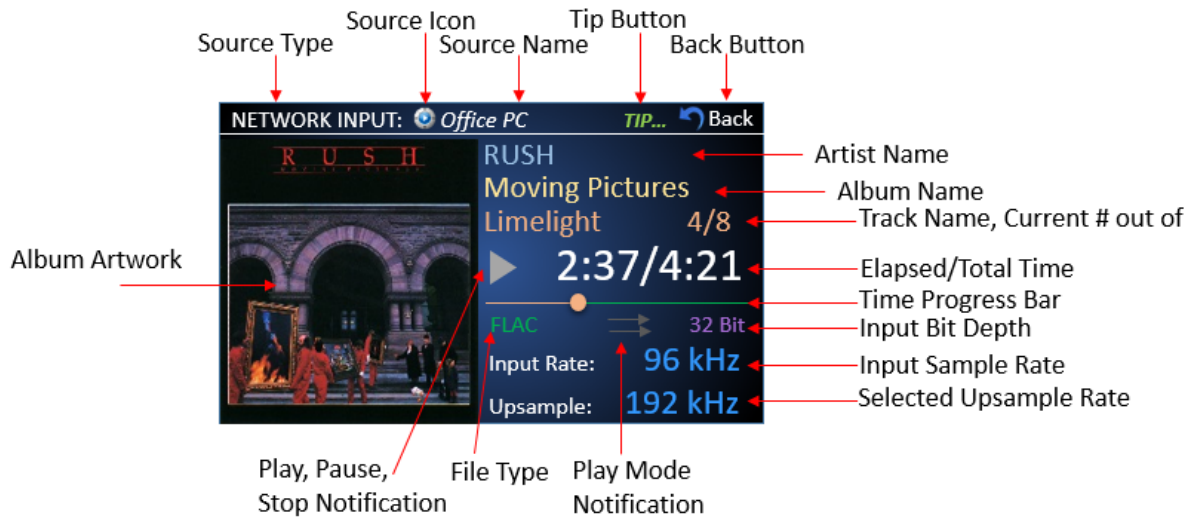 Source Icon
Tip Button
Source Type
Source Name
Back Button
NETWORK INPUT: Office PC TIP... Back
RUSH
RUSH
Artist Name
Moving Pictures
Album Name
Limelight 4/8
Track Name, Current # out of
Album Artwork
2:37/4:21
Elapsed/Total Time
Time Progress Bar
FLAC 32 Bit
Input Bit Depth
Input Rate: 96 kHz
Input Sample Rate
Upsample: 192 kHz
Selected Upsample Rate
Play, Pause,
Stop Notification
File Type
Play Mode
Notification